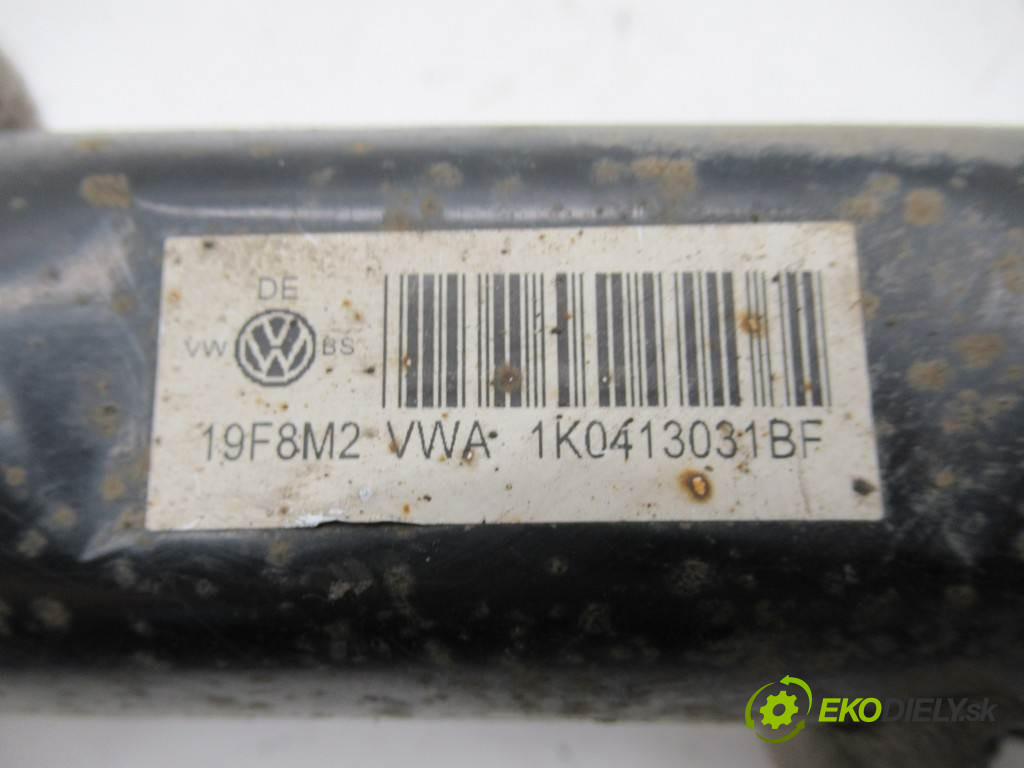 DE
VW BS
19F8M2 VWA 1K0413031BF
EKODIELY.sk